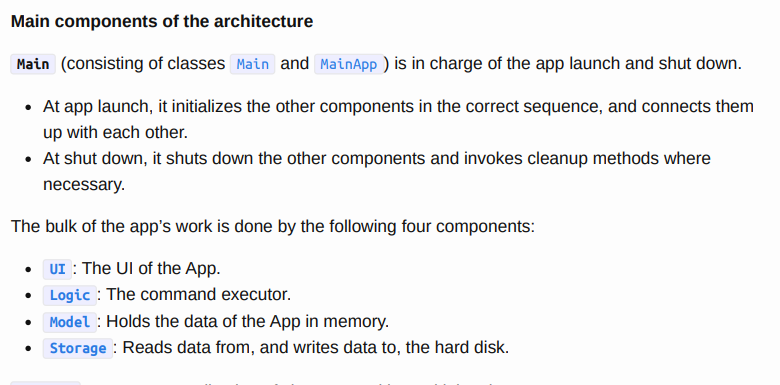 Main components of the architecture
Main (consisting of classes Main and MainApp) is in charge of the app launch and shut down.
• At app launch, it initializes the other components in the correct sequence, and connects them
up with each other.
• At shut down, it shuts down the other components and invokes cleanup methods where
necessary.
The bulk of the app's work is done by the following four components:
• UI: The UI of the App.
• Logic: The command executor.
• Model: Holds the data of the App in memory.
• Storage: Reads data from, and writes data to, the hard disk.